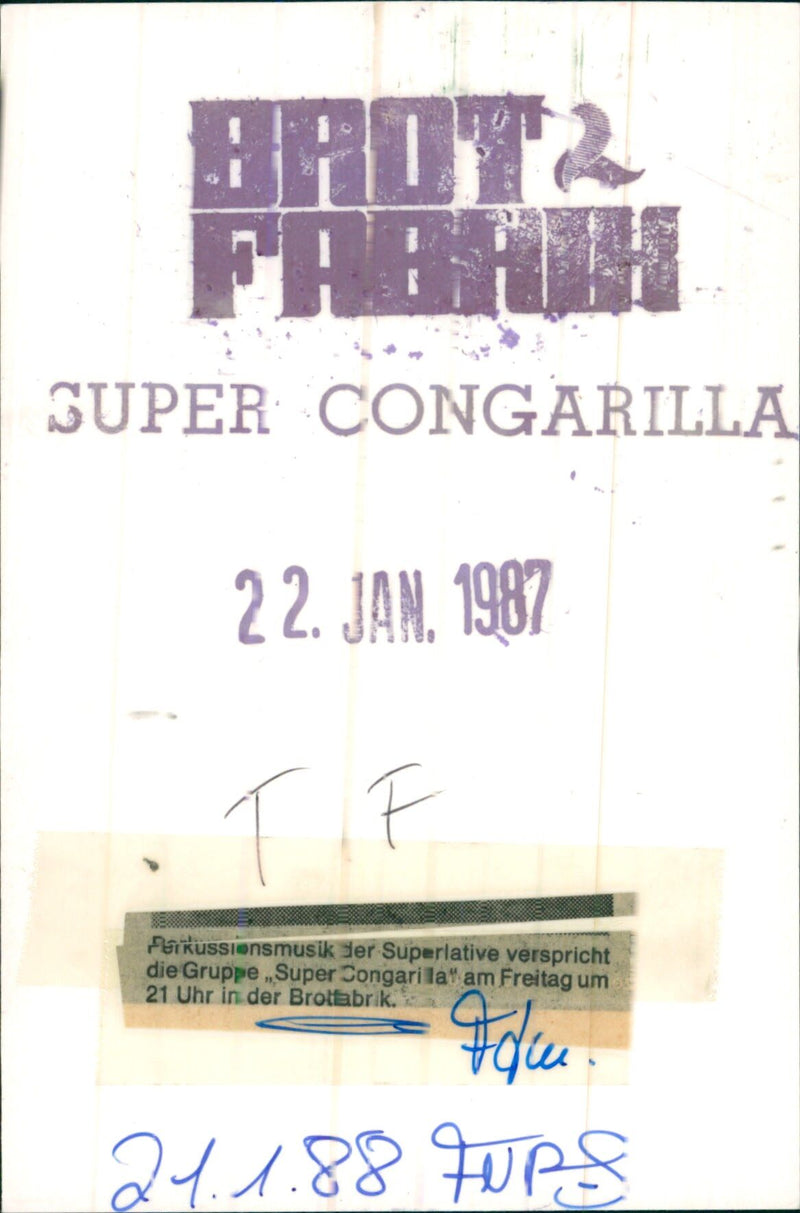 BROT
FABRIK
SUPER CONGARILLA
22. JAN. 1987
T F
Perkussionsmusik der Superlative verspricht
die Gruppe „Super Congarilla" am Freitag um
21 Uhr in der Brotfabrik.
21.1.88 FNPS